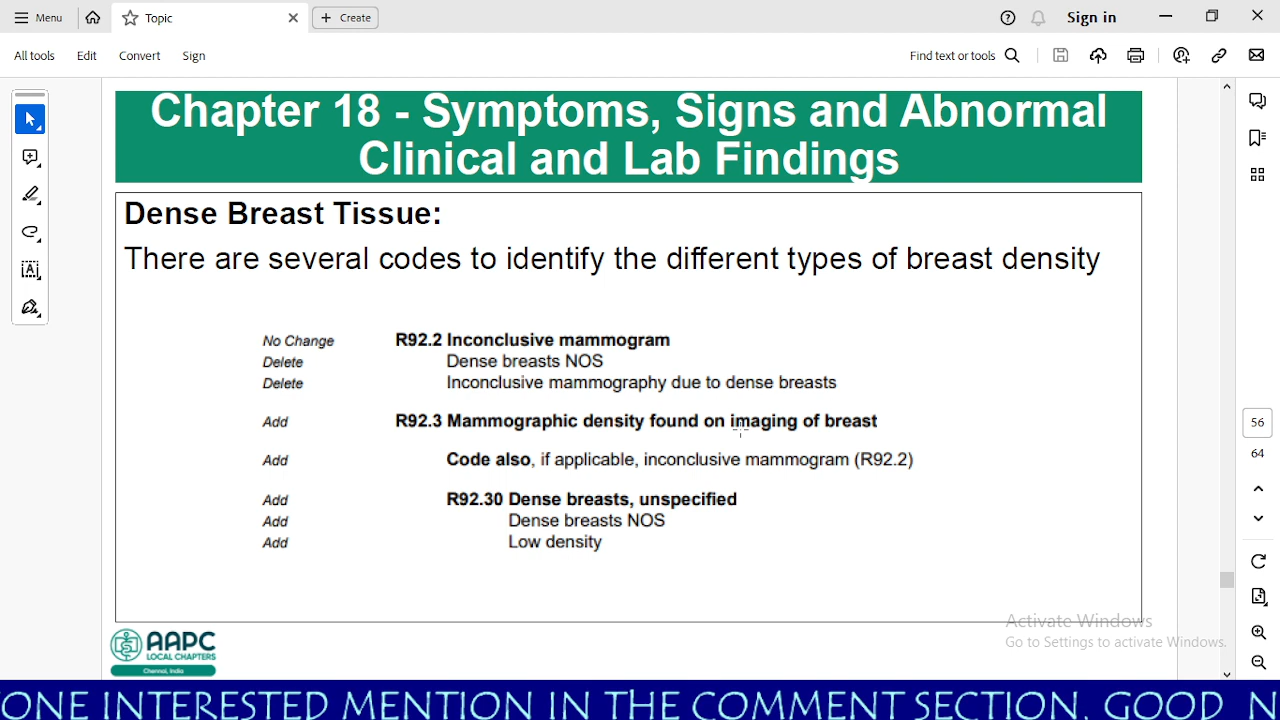 Menu
Topic
Create
Sign in
All tools
Edit
Convert
Sign
Find text or tools
Chapter 18 - Symptoms, Signs and Abnormal
Clinical and Lab Findings
Dense Breast Tissue:
There are several codes to identify the different types of breast density
No Change R92.2 Inconclusive mammogram
Delete Dense breasts NOS
Delete Inconclusive mammography due to dense breasts
Add R92.3 Mammographic density found on imaging of breast
Add Code also, if applicable, inconclusive mammogram (R92.2)
Add R92.30 Dense breasts, unspecified
Add Dense breasts NOS
Add Low density
56
64
Activate Windows
Go to Settings to activate Windows.
AAPC
LOCAL CHAPTERS
Chennai, India
ONE INTERESTED MENTION IN THE COMMENT SECTION. GOOD N